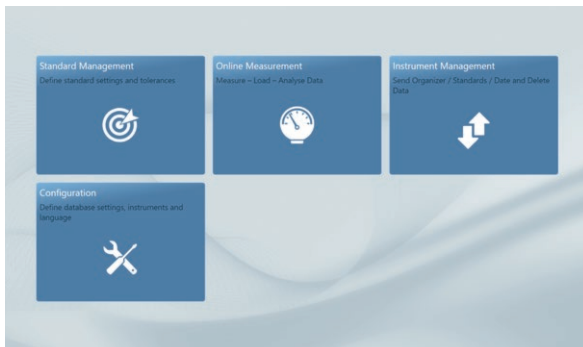 Standard Management
Define standard settings and tolerances
Online Measurement
Measure – Load – Analyse Data
Instrument Management
Send Organizer / Standards / Date and Delete
Data
Configuration
Define database settings, instruments and
language